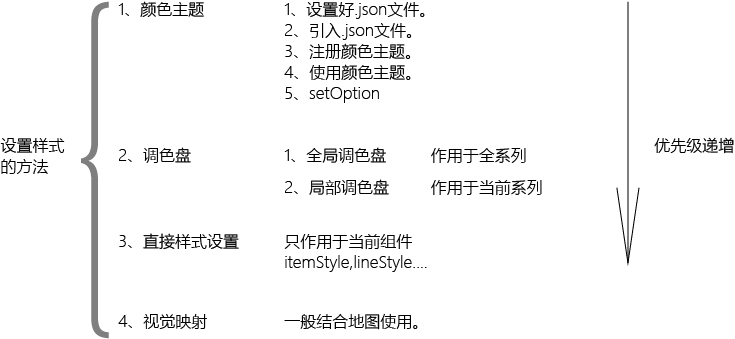 1、颜色主题 1、设置好.json文件。
2、引入.json文件。
3、注册颜色主题。
4、使用颜色主题。
5、setOption
设置样式
的方法
2、调色盘 1、全局调色盘 作用于全系列
优先级递增
2、局部调色盘 作用于当前系列
3、直接样式设置 只作用于当前组件
itemStyle,lineStyle....
4、视觉映射 一般结合地图使用。